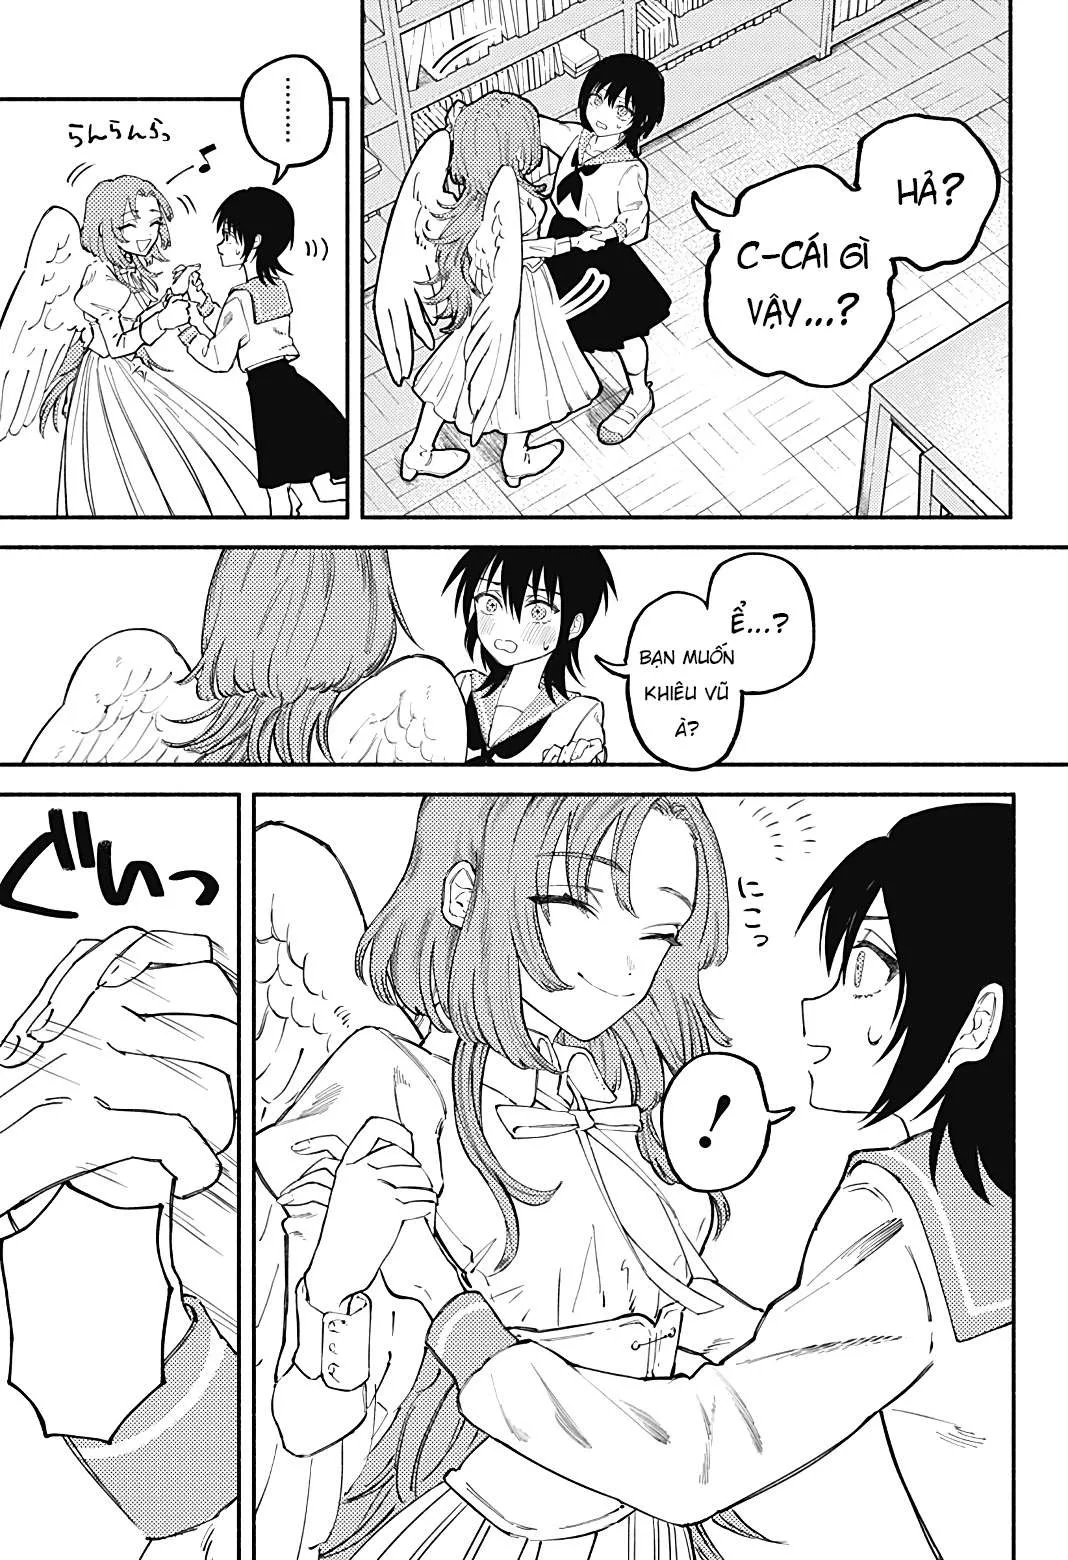 HẢ?
C-CÁI GÌ
VẬY...?
.........
らんらんらっ
Ể...?
BẠN MUỐN
KHIÊU VŨ
À?
にこっ
!
ぐいっ